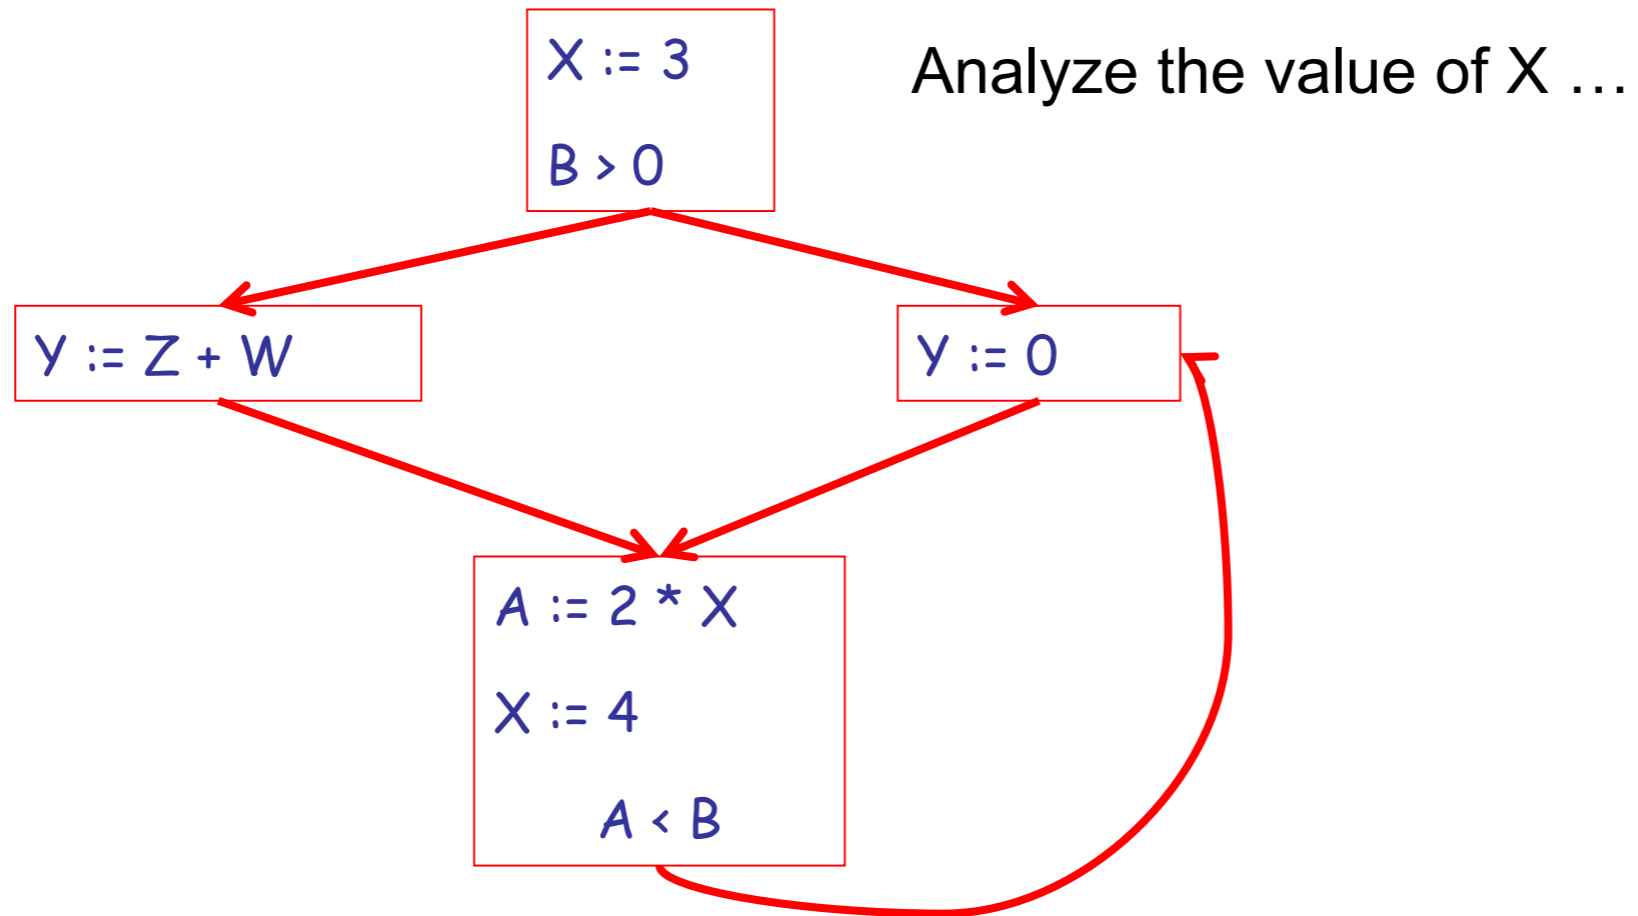 X := 3
Analyze the value of X …
B > 0
Y := Z + W
Y := 0
A := 2 * X
X := 4
A < B